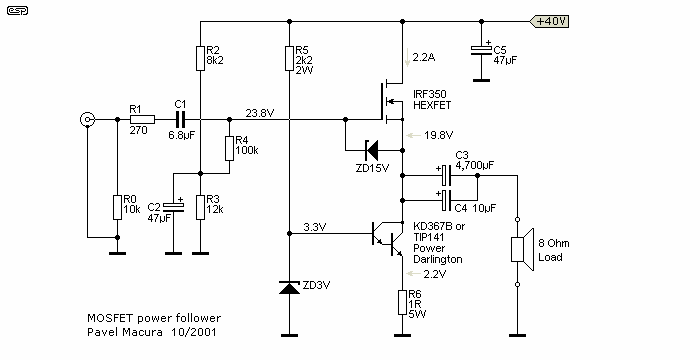 esp
+40V
R2
8k2
R5
2k2
2W
C5
47µF
2.2A
IRF350
HEXFET
R1
270
C1
6.8µF
23.8V
R4
100k
19.8V
ZD15V
C3
4,700µF
C4 10µF
R0
10k
C2
47µF
R3
12k
3.3V
KD367B or
TIP141
Power
Darlington
8 Ohm
Load
2.2V
ZD3V
R6
1R
5W
MOSFET power follower
Pavel Macura 10/2001